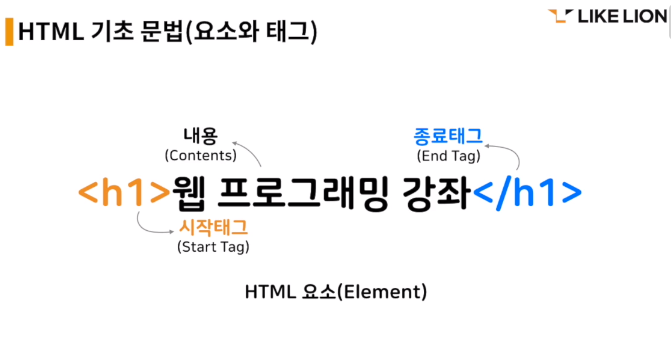 HTML 기초 문법(요소와 태그)
LIKE LION
내용
(Contents)
종료태그
(End Tag)
<h1>웹 프로그래밍 강좌</h1>
시작태그
(Start Tag)
HTML 요소(Element)